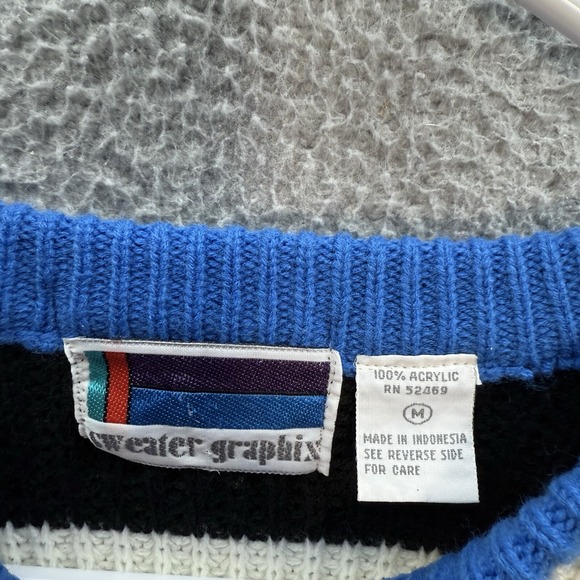 sweater graphix
100% ACRYLIC
RN 52469
M
MADE IN INDONESIA
SEE REVERSE SIDE
FOR CARE